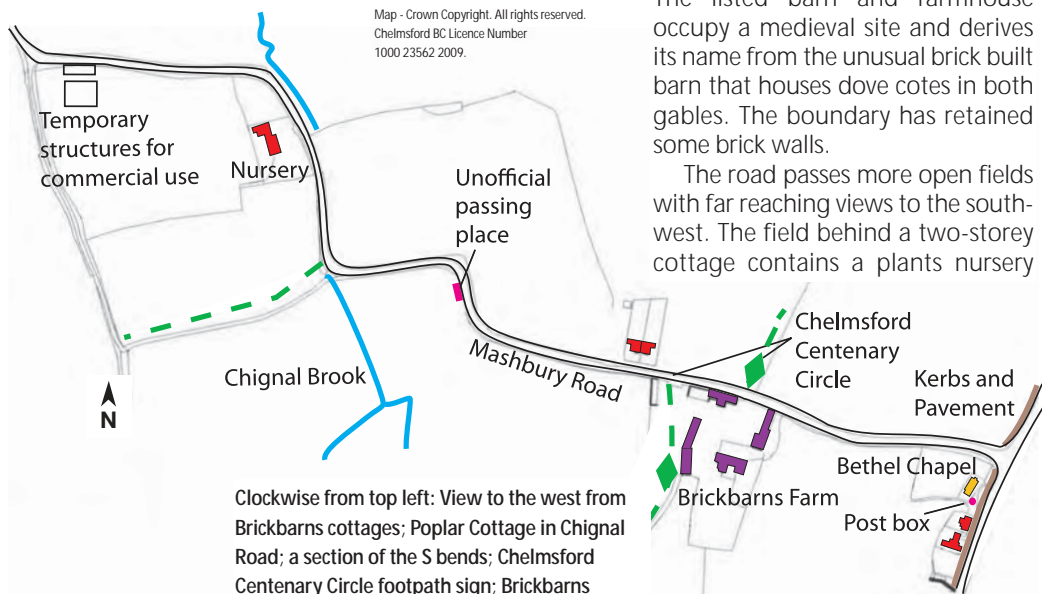 Map - Crown Copyright. All rights reserved.
Chelmsford BC Licence Number
1000 23562 2009.
The listed barn and farmhouse
occupy a medieval site and derives
its name from the unusual brick built
barn that houses dove cotes in both
gables. The boundary has retained
some brick walls.
The road passes more open fields
with far reaching views to the south-
west. The field behind a two-storey
cottage contains a plants nursery
Temporary
structures for
commercial use
Nursery
Unofficial
passing
place
Chignal Brook
Mashbury Road
Chelmsford
Centenary
Circle
Kerbs and
Pavement
Bethel Chapel
Post box
Brickbarns Farm
N
Clockwise from top left: View to the west from
Brickbarns cottages; Poplar Cottage in Chignal
Road; a section of the S bends; Chelmsford
Centenary Circle footpath sign; Brickbarns